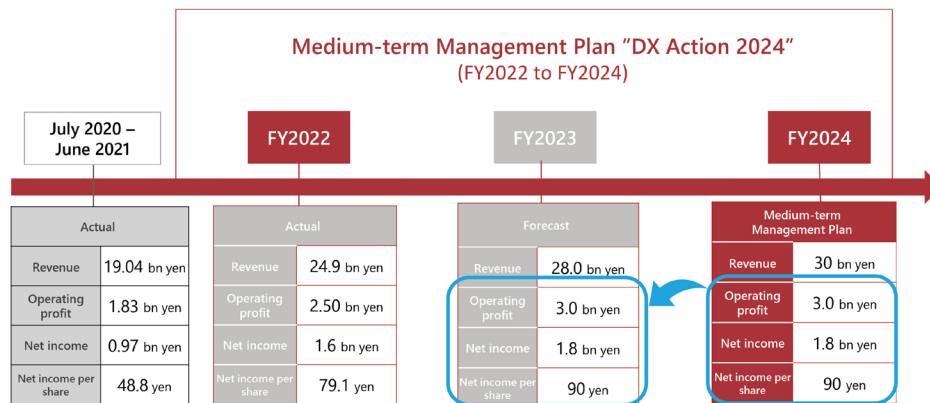 Medium-term Management Plan “DX Action 2024”
(FY2022 to FY2024)
July 2020 –
June 2021
FY2022
FY2023
FY2024
Actual
Revenue 19.04 bn yen
Operating
profit 1.83 bn yen
Net income 0.97 bn yen
Net income per
share 48.8 yen
Actual
Revenue 24.9 bn yen
Operating
profit 2.50 bn yen
Net income 1.6 bn yen
Net income per
share 79.1 yen
Forecast
Revenue 28.0 bn yen
Operating
profit 3.0 bn yen
Net income 1.8 bn yen
Net income per
share 90 yen
Medium-term
Management Plan
Revenue 30 bn yen
Operating
profit 3.0 bn yen
Net income 1.8 bn yen
Net income per
share 90 yen